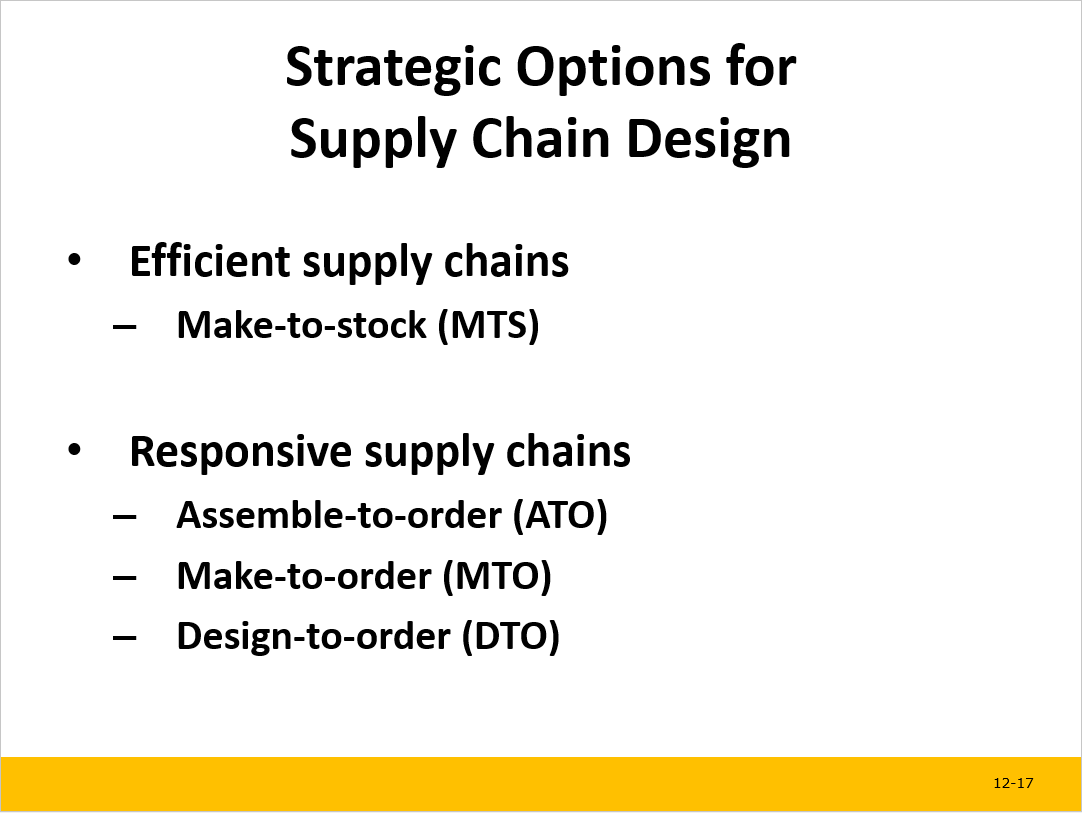 Strategic Options for
Supply Chain Design
• Efficient supply chains
– Make-to-stock (MTS)
• Responsive supply chains
– Assemble-to-order (ATO)
– Make-to-order (MTO)
– Design-to-order (DTO)
12-17